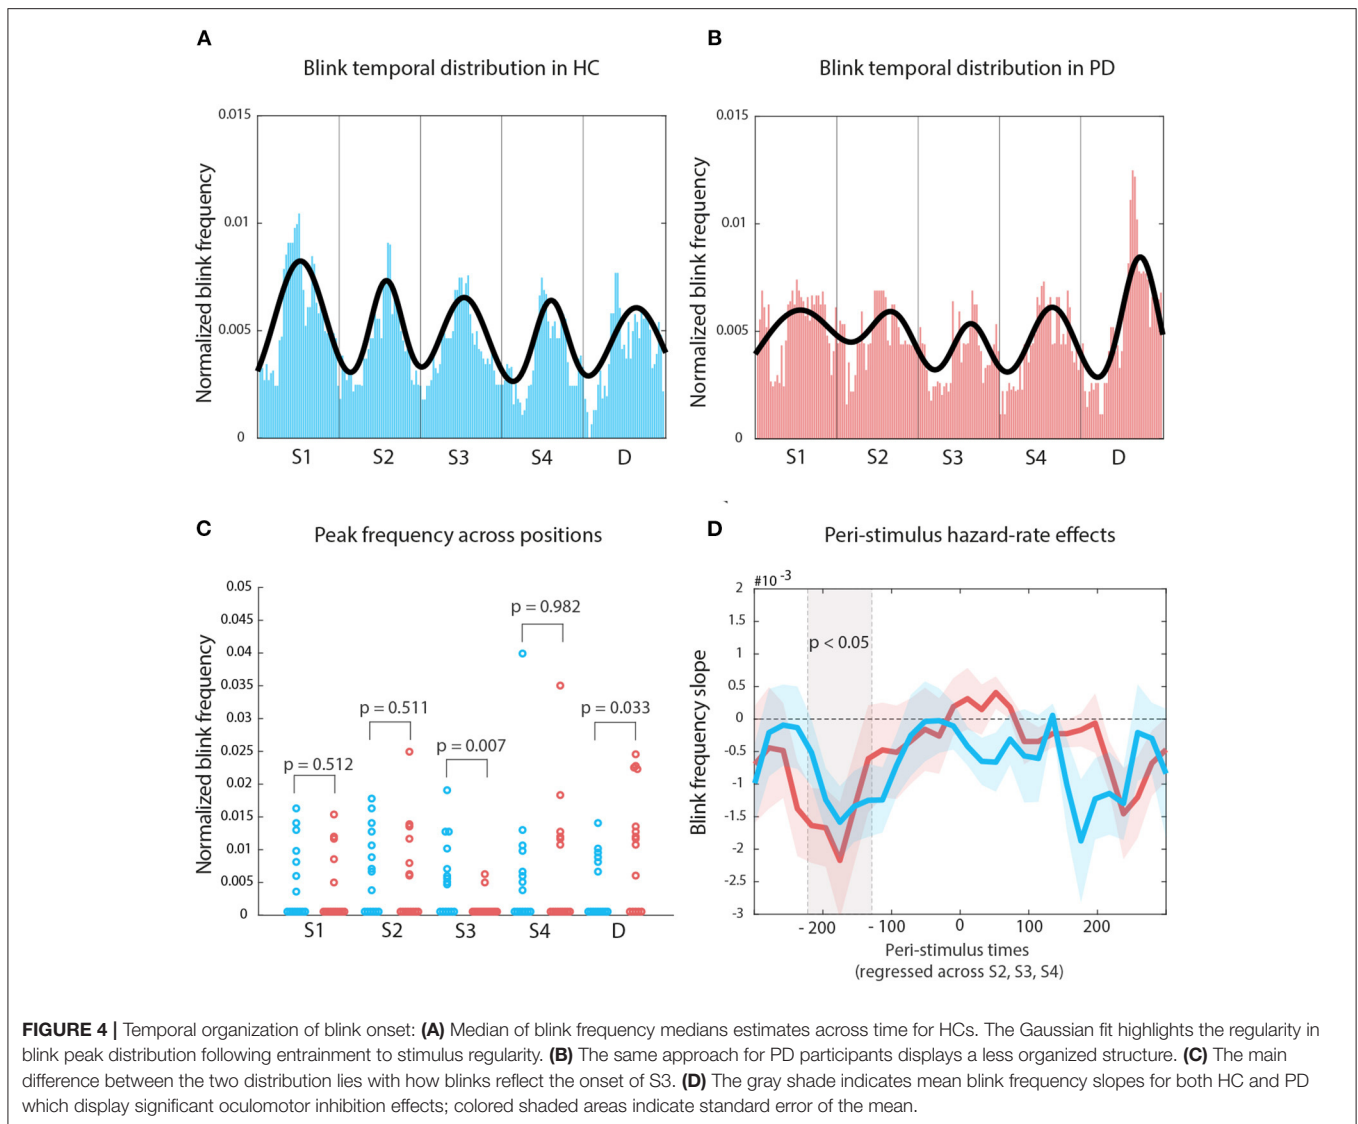 A
Blink temporal distribution in HC
Normalized blink frequency
0.015
0.01
0.005
0
S1 S2 S3 S4 D
B
Blink temporal distribution in PD
Normalized blink frequency
0.015
0.01
0.005
0
S1 S2 S3 S4 D
C
Peak frequency across positions
Normalized blink frequency
0.05
0.045
0.04
0.035
0.03
0.025
0.02
0.015
0.01
0.005
0
p = 0.512
p = 0.511
p = 0.007
p = 0.982
p = 0.033
S1 S2 S3 S4 D
D
Peri-stimulus hazard-rate effects
#10 -3
Blink frequency slope
2
1.5
1
0.5
0
-0.5
-1
-1.5
-2
-2.5
-3
p < 0.05
- 200 - 100 0 100 200
Peri-stimulus times
(regressed across S2, S3, S4)
FIGURE 4 | Temporal organization of blink onset: (A) Median of blink frequency medians estimates across time for HCs. The Gaussian fit highlights the regularity in
blink peak distribution following entrainment to stimulus regularity. (B) The same approach for PD participants displays a less organized structure. (C) The main
difference between the two distribution lies with how blinks reflect the onset of S3. (D) The gray shade indicates mean blink frequency slopes for both HC and PD
which display significant oculomotor inhibition effects; colored shaded areas indicate standard error of the mean.